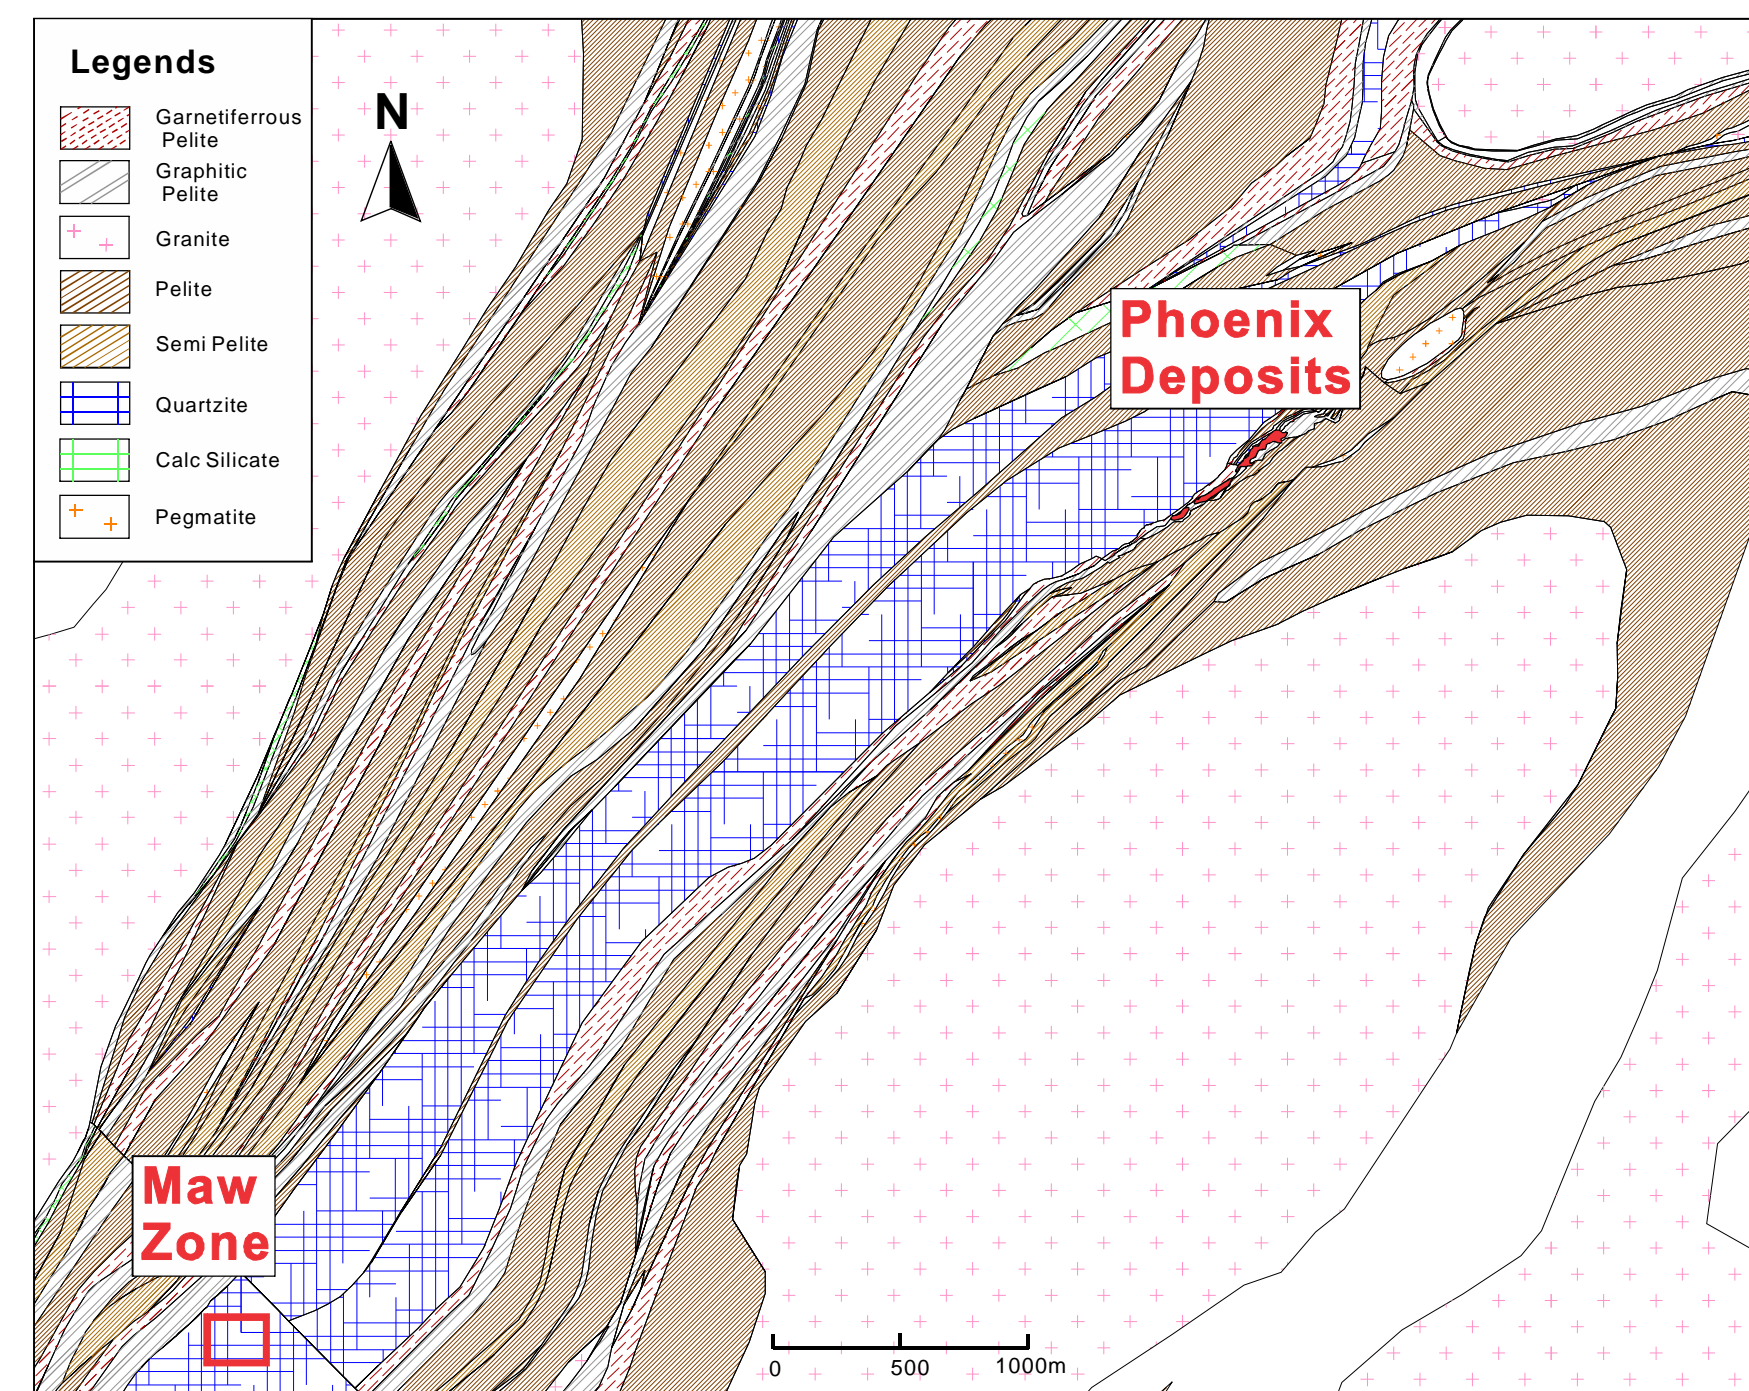 Legends
Garnetiferrous
Pelite
Graphitic
Pelite
Granite
Pelite
Semi Pelite
Quartzite
Calc Silicate
Pegmatite
N
Phoenix
Deposits
Maw
Zone
0 500 1000m